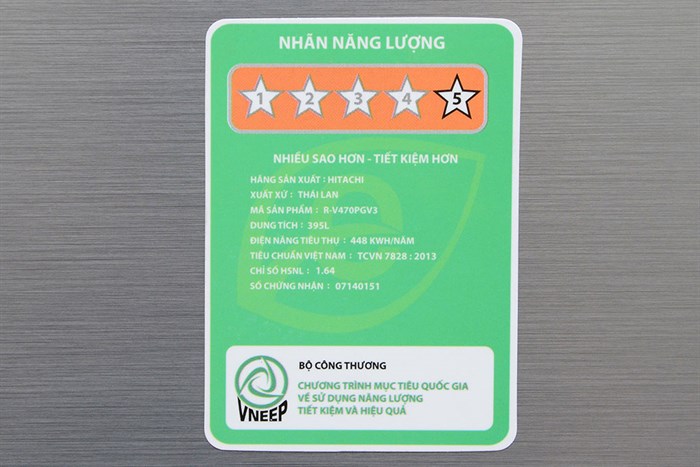 NHÃN NĂNG LƯỢNG
1 2 3 4 5
NHIỀU SAO HƠN - TIẾT KIỆM HƠN
HÃNG SẢN XUẤT : HITACHI
XUẤT XỨ : THÁI LAN
MÃ SẢN PHẨM : R-V470PGV3
DUNG TÍCH : 395L
ĐIỆN NĂNG TIÊU THỤ : 448 KWH/NĂM
TIÊU CHUẨN VIỆT NAM : TCVN 7828 : 2013
CHỈ SỐ HSNL : 1.64
SỐ CHỨNG NHẬN : 07140151
BỘ CÔNG THƯƠNG
CHƯƠNG TRÌNH MỤC TIÊU QUỐC GIA
VỀ SỬ DỤNG NĂNG LƯỢNG
TIẾT KIỆM VÀ HIỆU QUẢ
VNEEP